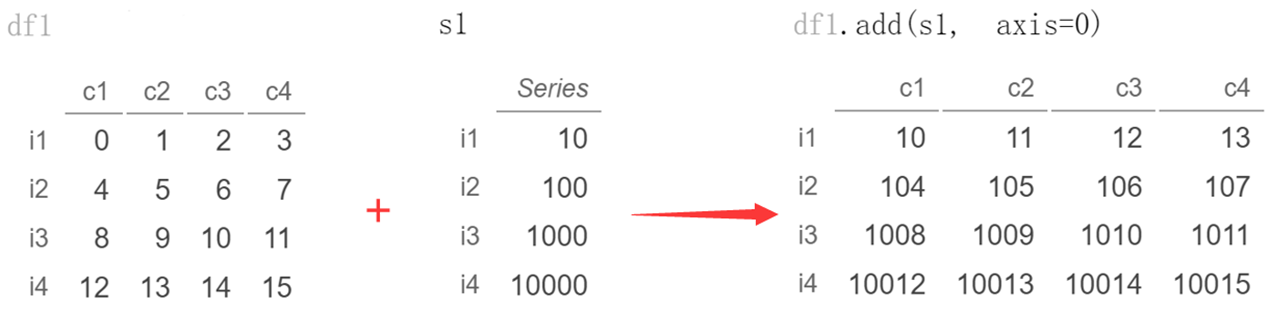 df1 s1 df1.add(s1, axis=0)
c1 c2 c3 c4 Series c1 c2 c3 c4
i1 0 1 2 3 i1 10 i1 10 11 12 13
i2 4 5 6 7 i2 100 i2 104 105 106 107
+
i3 8 9 10 11 i3 1000 i3 1008 1009 1010 1011
i4 12 13 14 15 i4 10000 i4 10012 10013 10014 10015